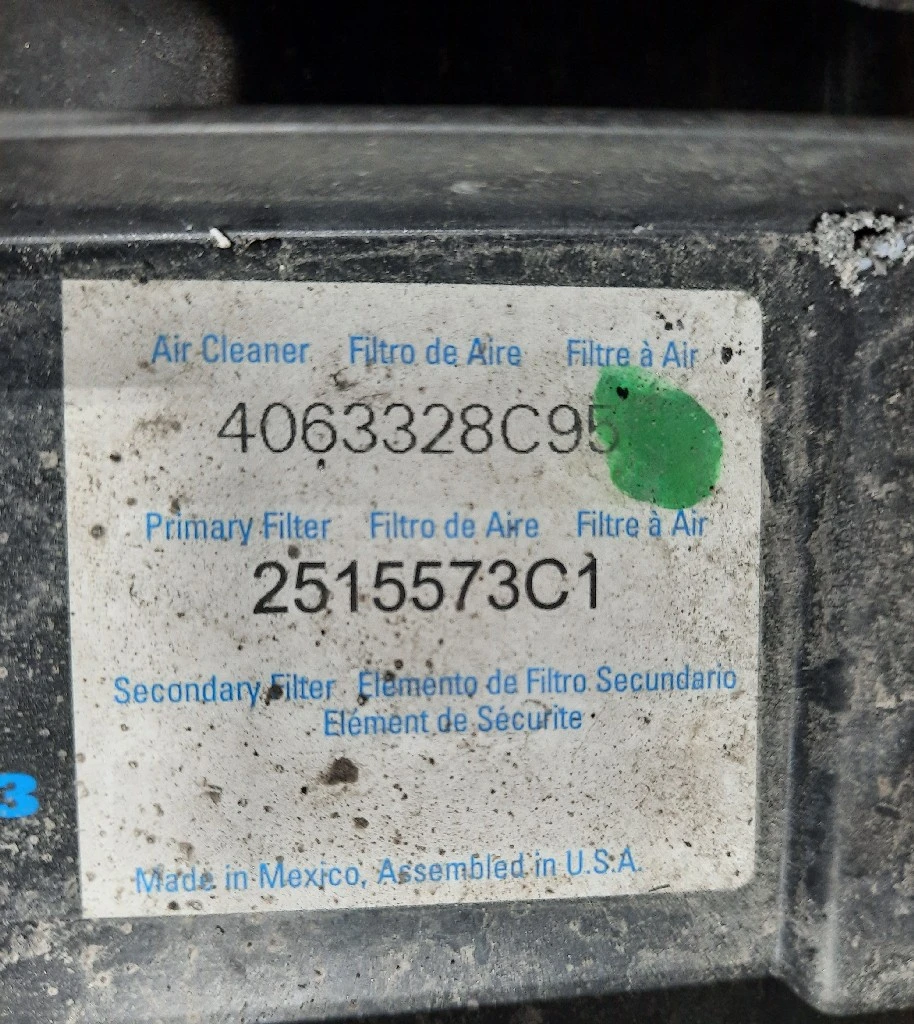 Air Cleaner Filtro de Aire Filtre à Air
4063328C95
Primary Filter Filtro de Aire Filtre à Air
2515573C1
Secondary Filter Elemento de Filtro Secundario
Elément de Sécurite
3
Made in Mexico, Assembled in U.S.A.